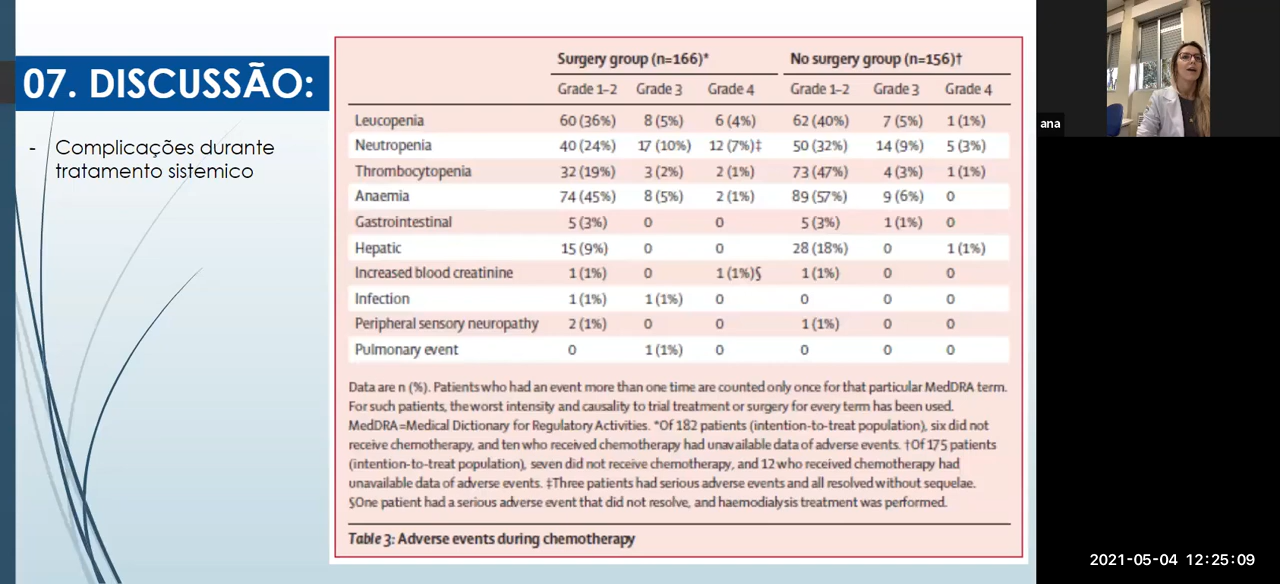 07. DISCUSSÃO:
- Complicações durante
tratamento sistemico
Surgery group (n=166)* No surgery group (n=156)†
Grade 1–2 Grade 3 Grade 4 Grade 1–2 Grade 3 Grade 4
Leucopenia 60 (36%) 8 (5%) 6 (4%) 62 (40%) 7 (5%) 1 (1%)
Neutropenia 40 (24%) 17 (10%) 12 (7%)‡ 50 (32%) 14 (9%) 5 (3%)
Thrombocytopenia 32 (19%) 3 (2%) 2 (1%) 73 (47%) 4 (3%) 1 (1%)
Anaemia 74 (45%) 8 (5%) 2 (1%) 89 (57%) 9 (6%) 0
Gastrointestinal 5 (3%) 0 0 5 (3%) 1 (1%) 0
Hepatic 15 (9%) 0 0 28 (18%) 0 1 (1%)
Increased blood creatinine 1 (1%) 0 1 (1%)§ 1 (1%) 0 0
Infection 1 (1%) 1 (1%) 0 0 0 0
Peripheral sensory neuropathy 2 (1%) 0 0 1 (1%) 0 0
Pulmonary event 0 1 (1%) 0 0 0 0
Data are n (%). Patients who had an event more than one time are counted only once for that particular MedDRA term.
For such patients, the worst intensity and causality to trial treatment or surgery for every term has been used.
MedDRA=Medical Dictionary for Regulatory Activities. *Of 182 patients (intention-to-treat population), six did not
receive chemotherapy, and ten who received chemotherapy had unavailable data of adverse events. †Of 175 patients
(intention-to-treat population), seven did not receive chemotherapy, and 12 who received chemotherapy had
unavailable data of adverse events. ‡Three patients had serious adverse events and all resolved without sequelae.
§One patient had a serious adverse event that did not resolve, and haemodialysis treatment was performed.
Table 3: Adverse events during chemotherapy
ana
2021-05-04 12:25:09